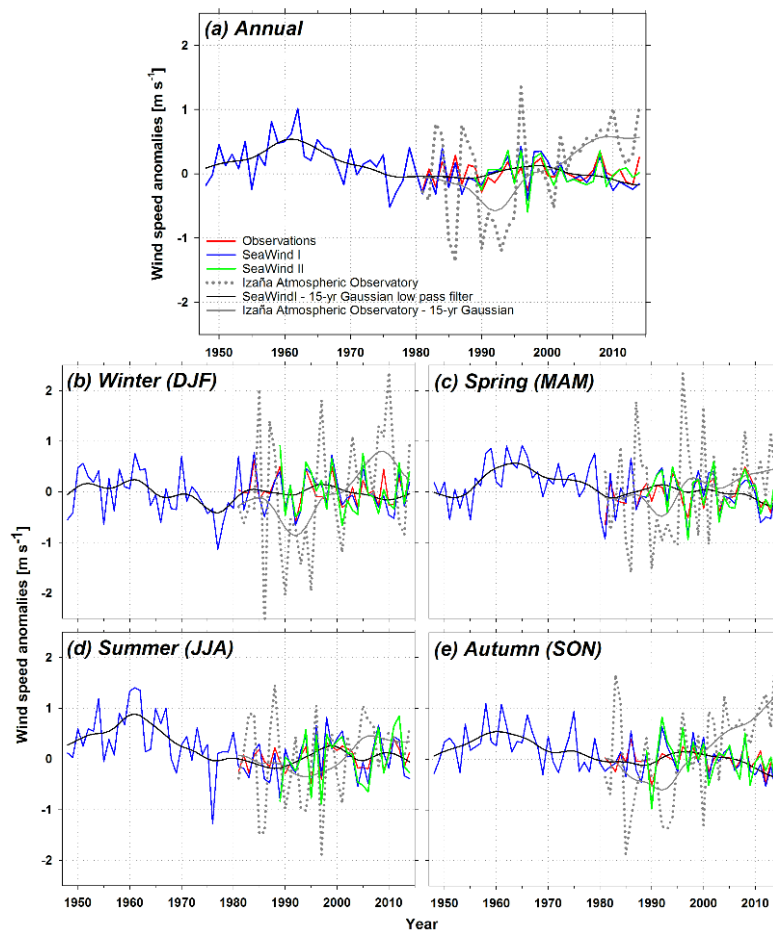 (a) Annual
Wind speed anomalies [m s-1]
2
1
0
-1
-2
Observations
SeaWind I
SeaWind II
Izaña Atmospheric Observatory
SeaWindI - 15-yr Gaussian low pass filter
Izaña Atmospheric Observatory - 15-yr Gaussian
1950 1960 1970 1980 1990 2000 2010
(b) Winter (DJF)
(c) Spring (MAM)
Wind speed anomalies [m s-1]
2
1
0
-1
-2
(d) Summer (JJA)
(e) Autumn (SON)
2
1
0
-1
-2
1950 1960 1970 1980 1990 2000 2010
1950 1960 1970 1980 1990 2000 2010
Year